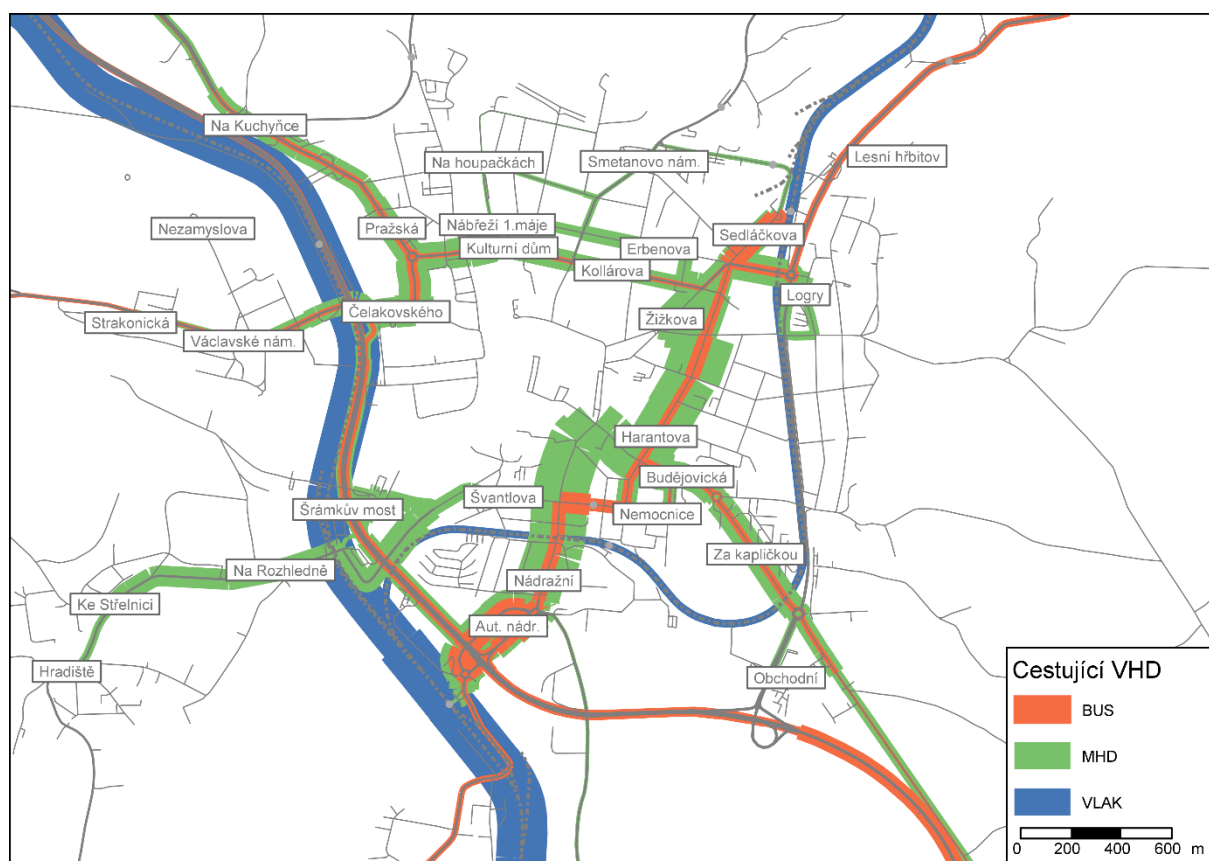 Na Kuchyňce
Na houpačkách
Smetanovo nám.
Lesní hřbitov
Nezamyslova
Pražská
Nábřeží 1.máje
Kulturní dům
Erbenova
Sedláčkova
Kollárova
Logry
Čelakovského
Strakonická
Václavské nám.
Žižkova
Harantova
Budějovická
Švantlova
Šrámkův most
Nemocnice
Za kapličkou
Na Rozhledně
Nádražní
Ke Střelnici
Aut. nádr.
Hradiště
Obchodní
Cestující VHD
BUS
MHD
VLAK
0 200 400 600 m